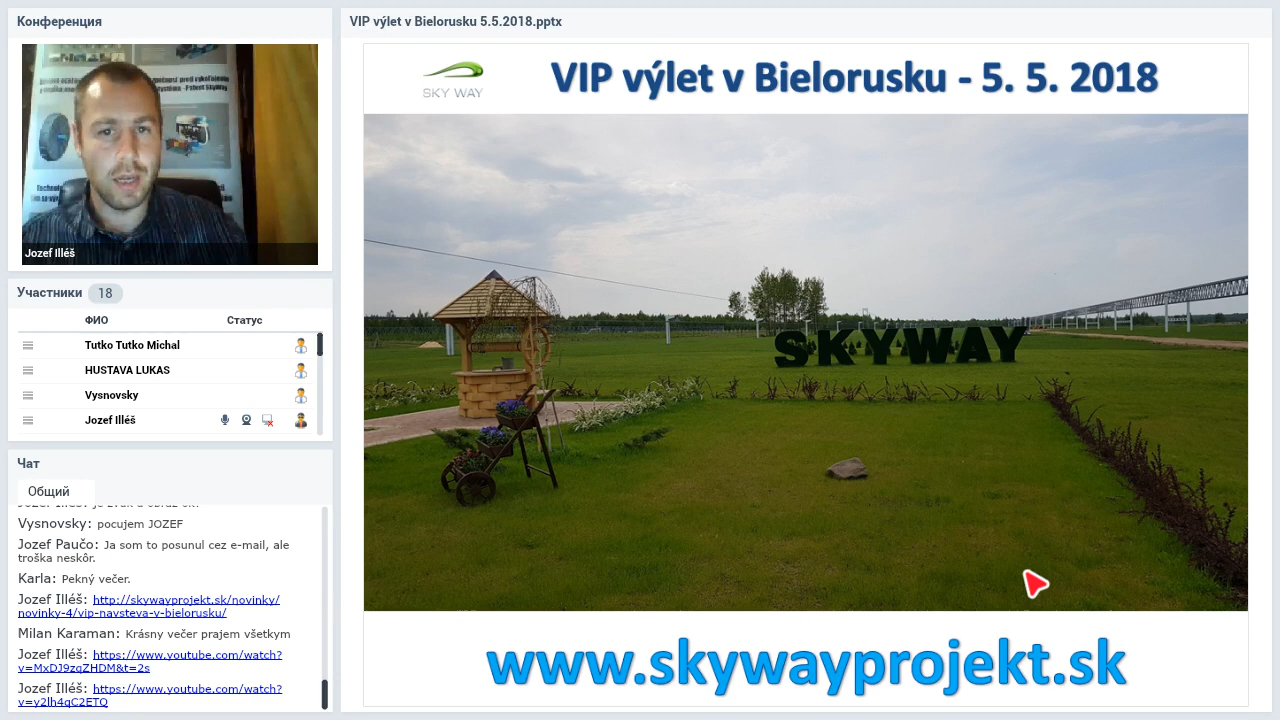 Конференция
Jozef Illéš
Участники 18
ФИО Статус
Tutko Tutko Michal
HUSTAVA LUKAS
Vysnovsky
Jozef Illéš
Чат
Общий
Vysnovsky: pocujem JOZEF
Jozef Paučo: Ja som to posunul cez e-mail, ale
troška neskôr.
Karla: Pekný večer.
Jozef Illéš: http://skywayprojekt.sk/novinky/
novinky-4/vip-navsteva-v-bielorusku/
Milan Karaman: Krásny večer prajem všetkym
Jozef Illéš: https://www.youtube.com/watch?
v=MxDJ9zqZHDM&t=2s
Jozef Illéš: https://www.youtube.com/watch?
v=y2lh4qC2ETQ
VIP výlet v Bielorusku 5.5.2018.pptx
SKY WAY
VIP výlet v Bielorusku - 5. 5. 2018
SKYWAY
www.skywayprojekt.sk